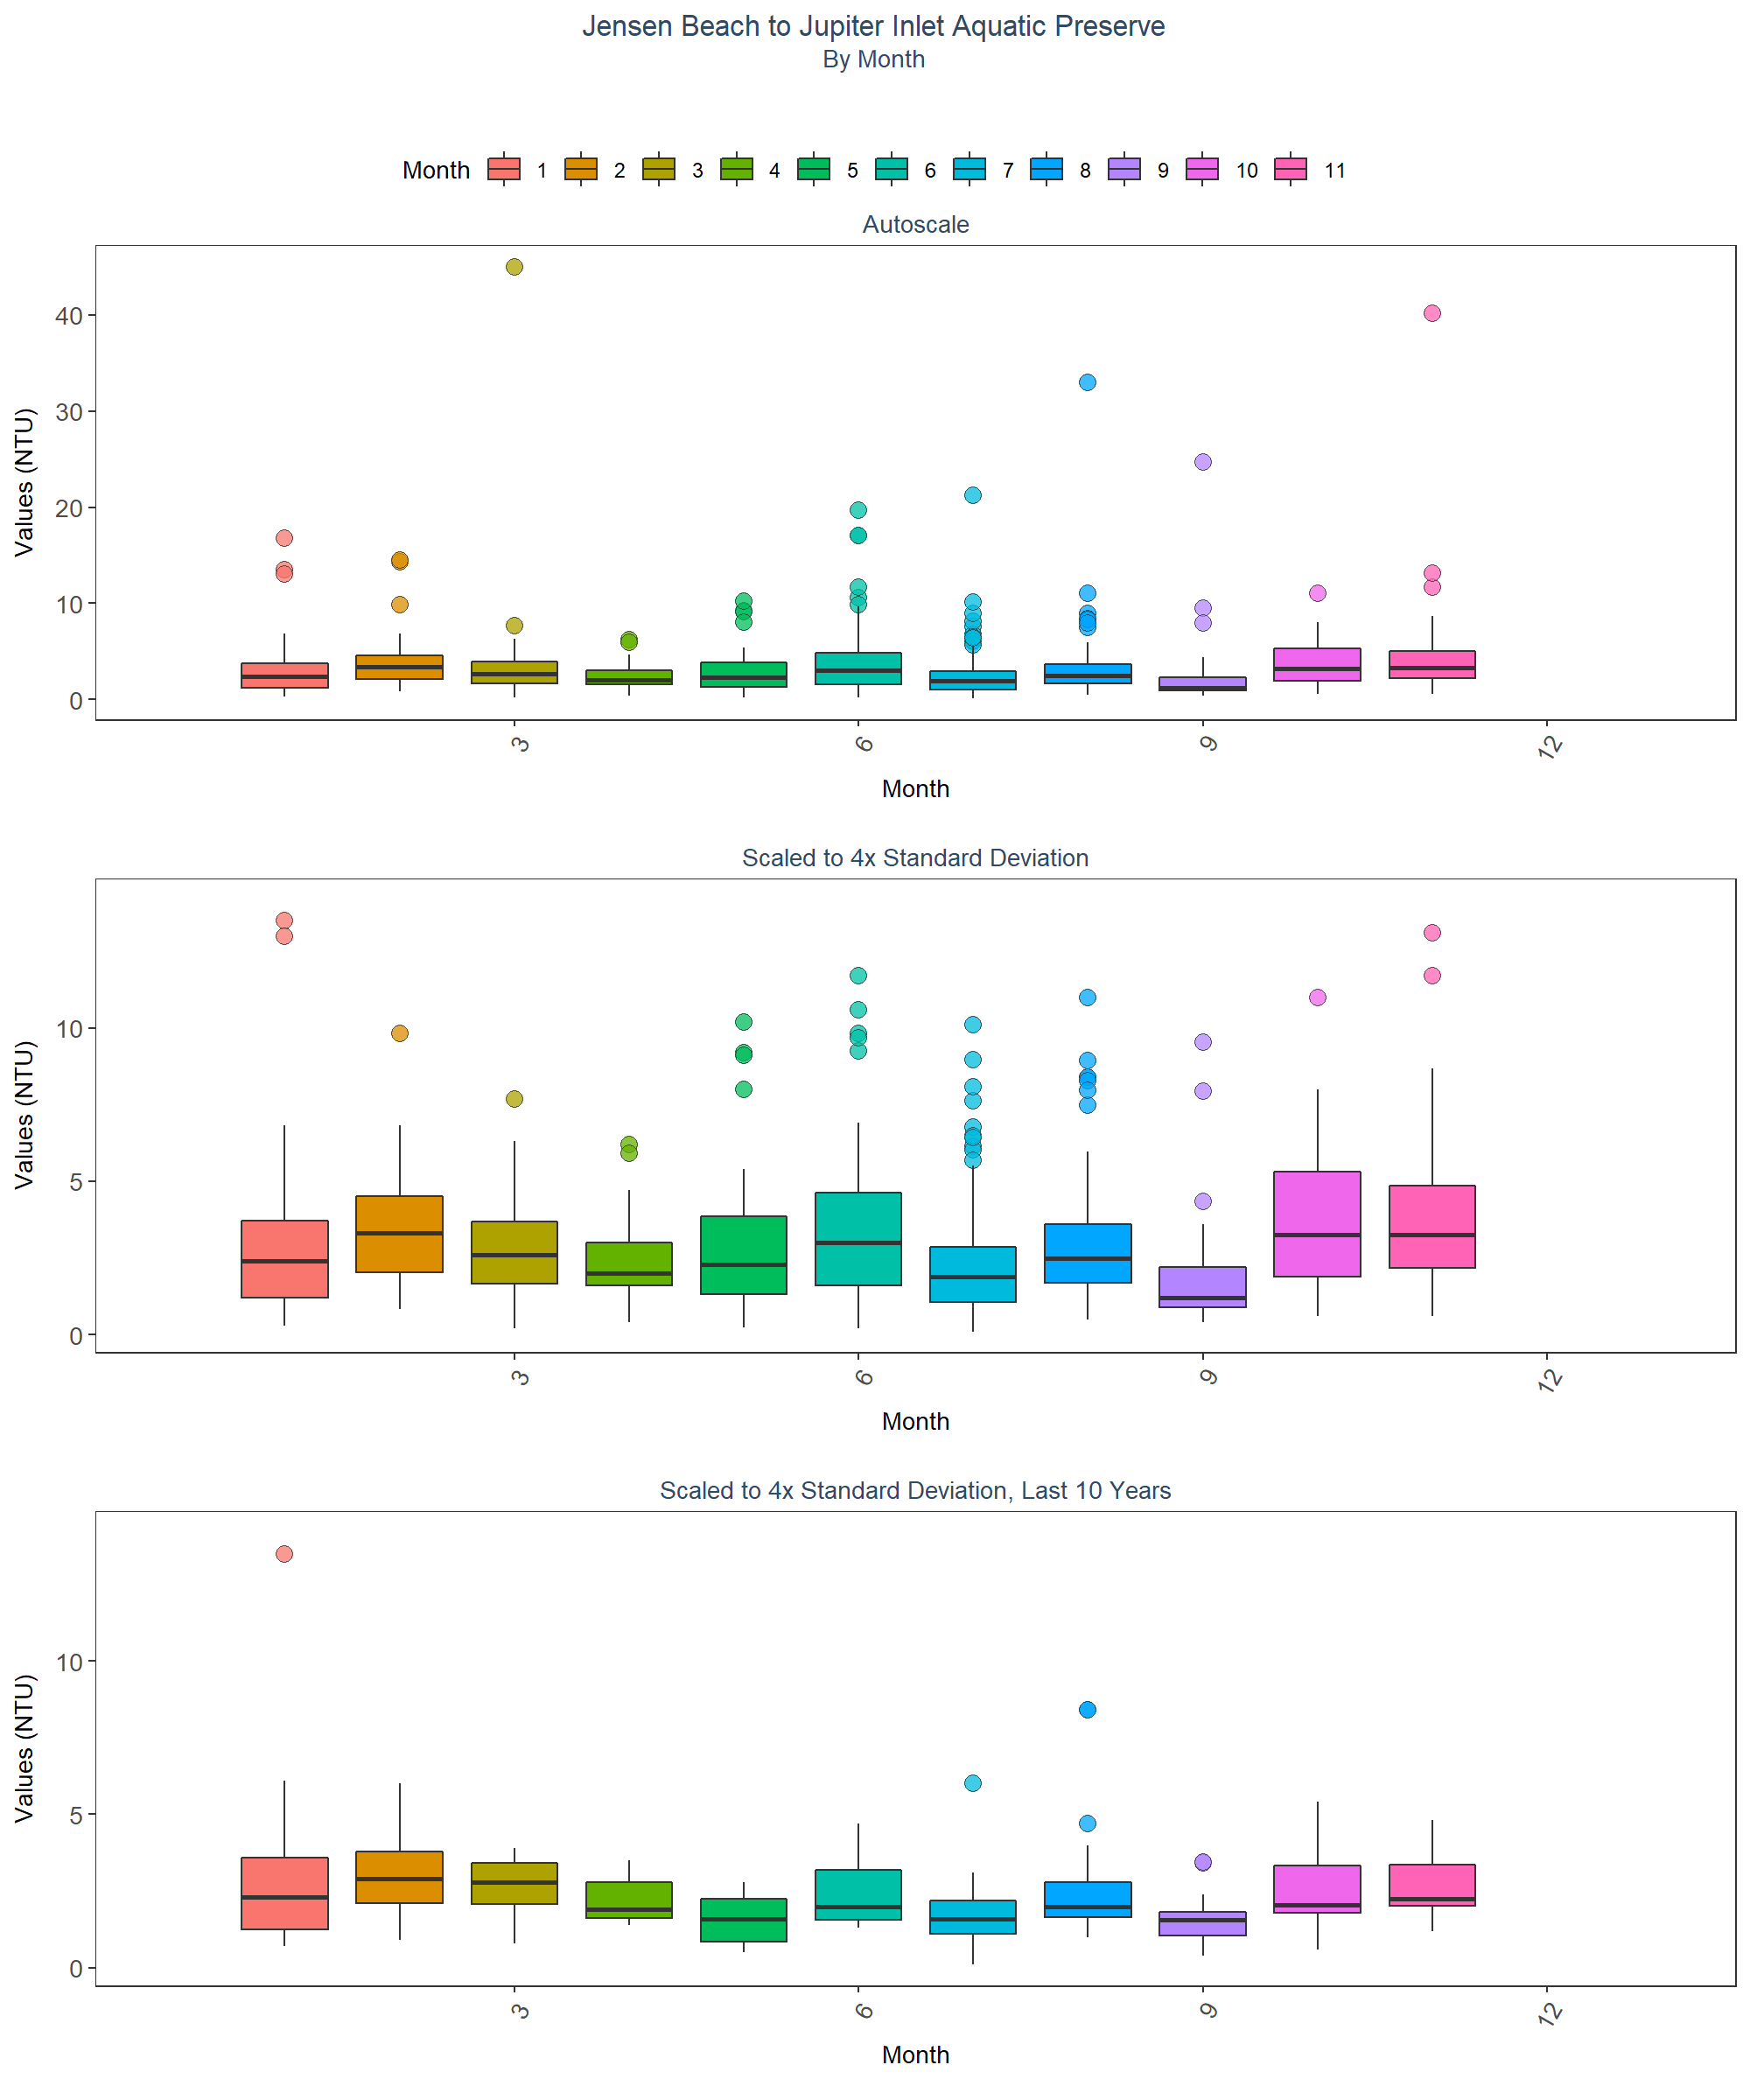 Jensen Beach to Jupiter Inlet Aquatic Preserve
By Month
Month 1 2 3 4 5 6 7 8 9 10 11
Autoscale
Values (NTU)
40
30
20
10
0
3 6 9 12
Month
Scaled to 4x Standard Deviation
Values (NTU)
10
5
0
3 6 9 12
Month
Scaled to 4x Standard Deviation, Last 10 Years
Values (NTU)
10
5
0
3 6 9 12
Month